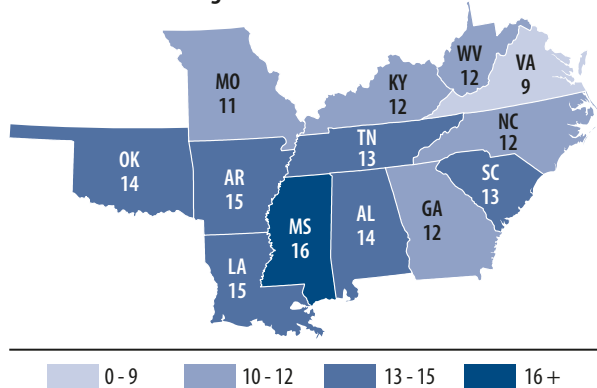 WV
12
VA
9
MO
11
KY
12
NC
12
TN
13
OK
14
AR
15
SC
13
MS
16
AL
14
GA
12
LA
15
0 - 9
10 - 12
13 - 15
16 +